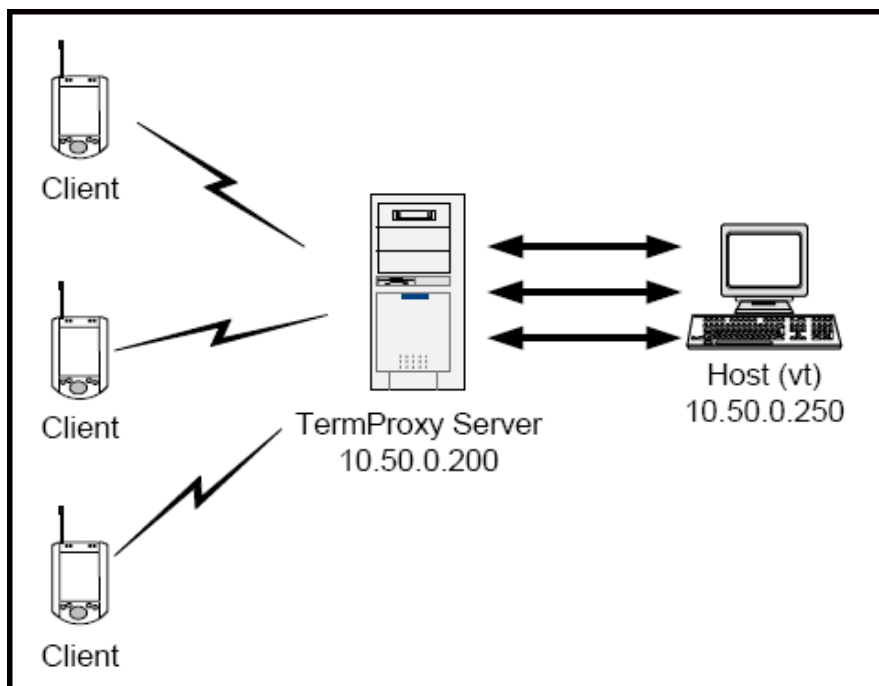 Client
Client
Client
TermProxy Server
10.50.0.200
Host (vt)
10.50.0.250